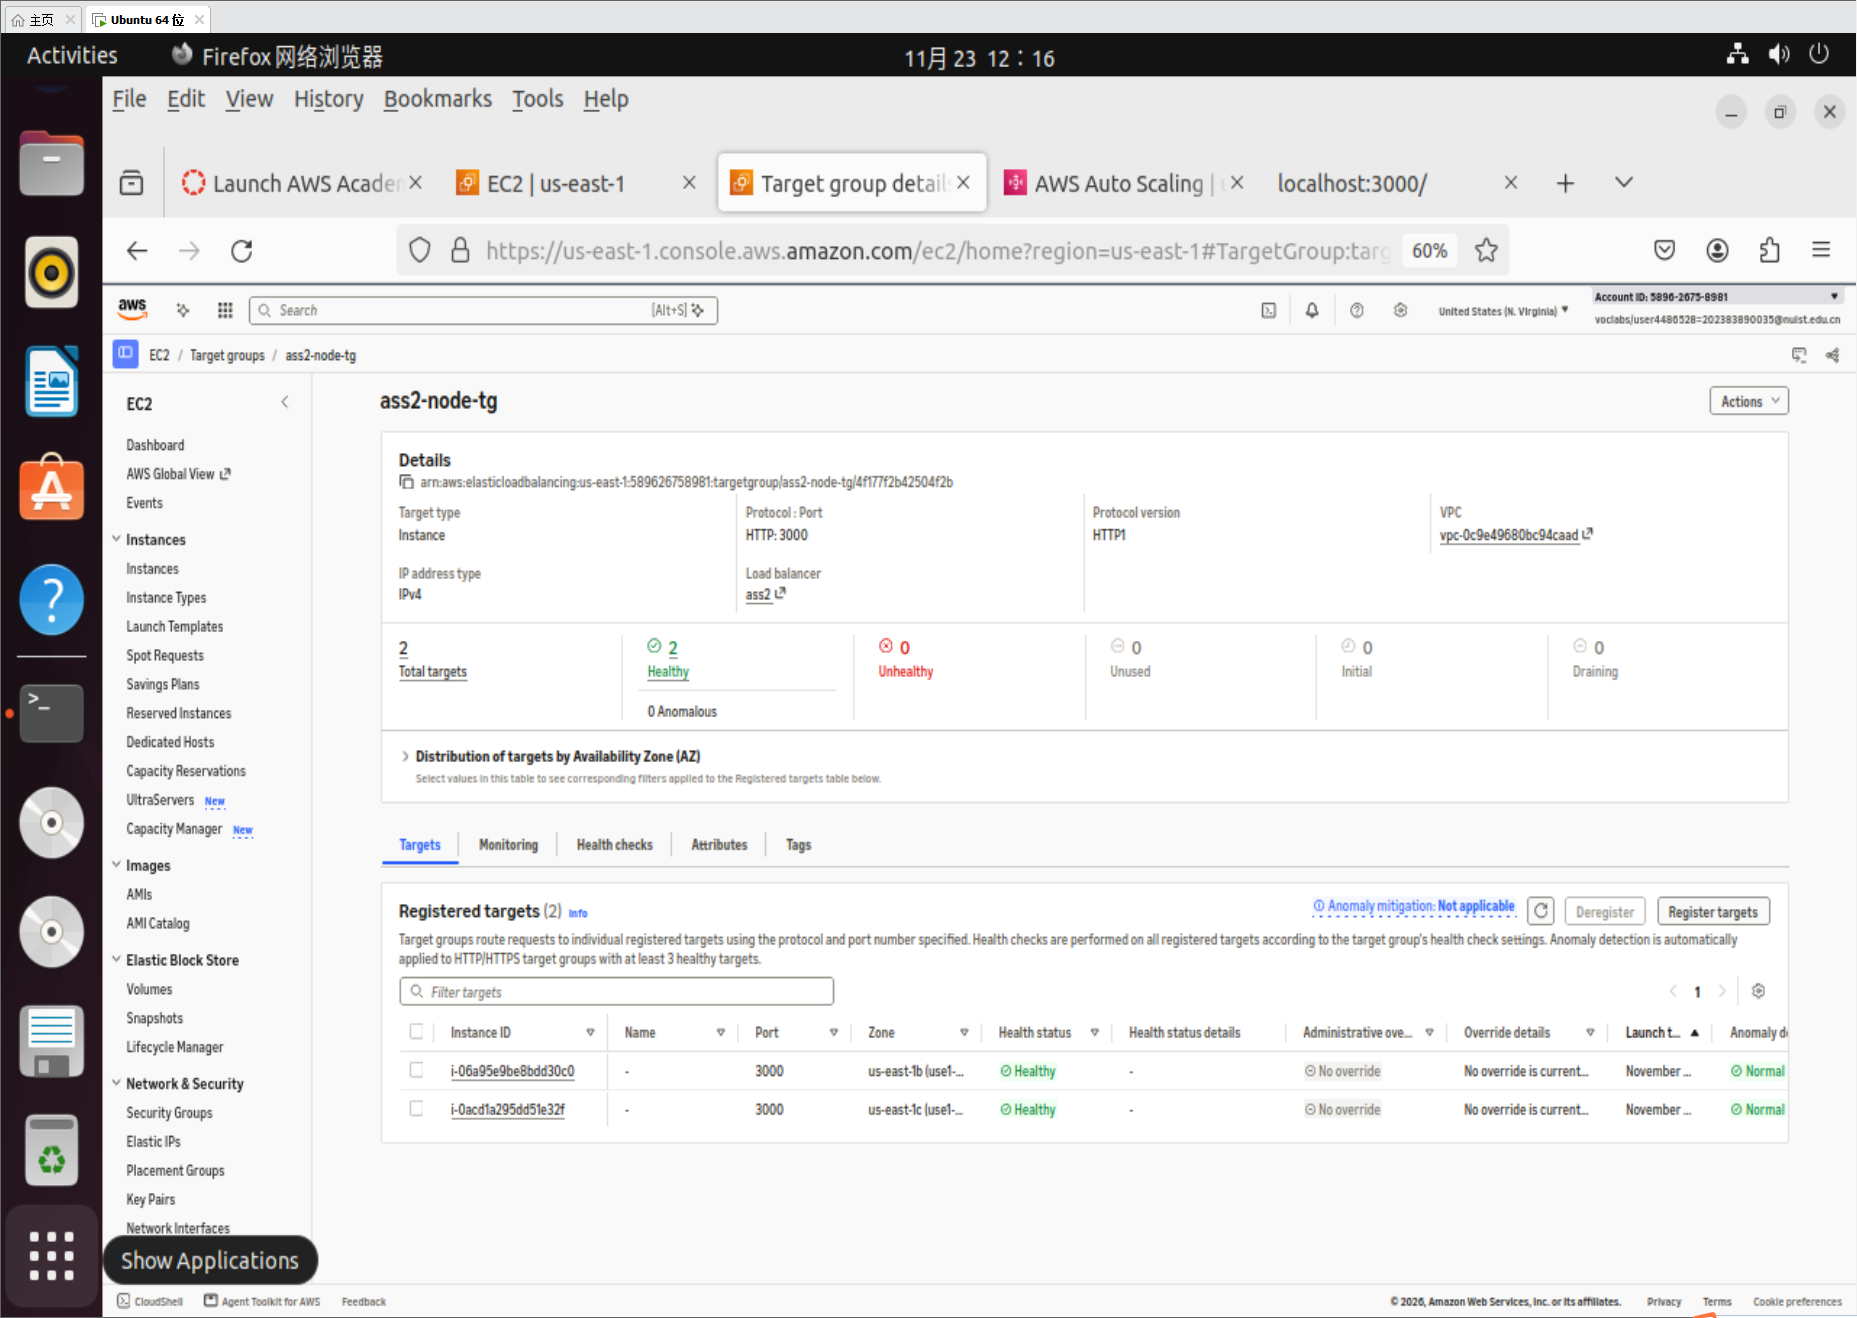 主页
Ubuntu 64 位
Activities
Firefox 网络浏览器
11月 23 12：16
File Edit View History Bookmarks Tools Help
Launch AWS Acade
EC2 | us-east-1
Target group detail
AWS Auto Scaling |
localhost:3000/
https://us-east-1.console.aws.amazon.com/ec2/home?region=us-east-1#TargetGroup:targ
60%
aws
Search
[Alt+S]
United States (N. Virginia)
Account ID: 5896-2675-8981
voclabs/user4486528=202383890035@nuist.edu.cn
EC2 / Target groups / ass2-node-tg
EC2
Dashboard
AWS Global View
Events
Instances
Instances
Instance Types
Launch Templates
Spot Requests
Savings Plans
Reserved Instances
Dedicated Hosts
Capacity Reservations
UltraServers New
Capacity Manager New
Images
AMIs
AMI Catalog
Elastic Block Store
Volumes
Snapshots
Lifecycle Manager
Network & Security
Security Groups
Elastic IPs
Placement Groups
Key Pairs
Network Interfaces
Show Applications
ass2-node-tg
Actions
Details
arn:aws:elasticloadbalancing:us-east-1:589626758981:targetgroup/ass2-node-tg/4f177f2b42504f2b
Target type
Instance
Protocol : Port
HTTP: 3000
Protocol version
HTTP1
VPC
vpc-0c9e49680bc94caad
IP address type
IPv4
Load balancer
ass2
2
Total targets
2
Healthy
0 Anomalous
0
Unhealthy
0
Unused
0
Initial
0
Draining
Distribution of targets by Availability Zone (AZ)
Select values in this table to see corresponding filters applied to the Registered targets table below.
Targets Monitoring Health checks Attributes Tags
Registered targets (2) Info
Anomaly mitigation: Not applicable
Deregister
Register targets
Target groups route requests to individual registered targets using the protocol and port number specified. Health checks are performed on all registered targets according to the target group's health check settings. Anomaly detection is automatically
applied to HTTP/HTTPS target groups with at least 3 healthy targets.
Filter targets
1
Instance ID Name Port Zone Health status Health status details Administrative ove... Override details Launch t... Anomaly de
i-06a95e9be8bdd30c0 - 3000 us-east-1b (use1-... Healthy - No override No override is current... November ... Normal
i-0acd1a295dd51e32f - 3000 us-east-1c (use1-... Healthy - No override No override is current... November ... Normal
CloudShell Agent Toolkit for AWS Feedback
© 2026, Amazon Web Services, Inc. or its affiliates. Privacy Terms Cookie preferences